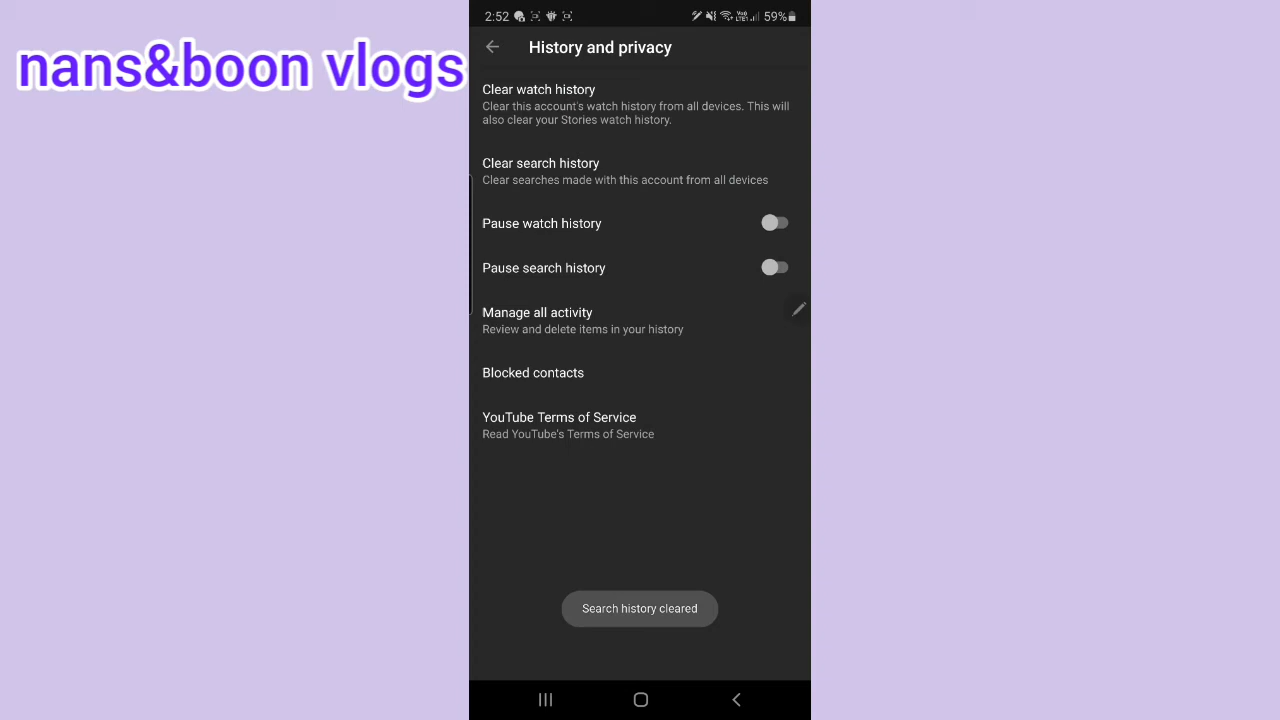 nans&boon vlogs
2:52
59%
History and privacy
Clear watch history
Clear this account's watch history from all devices. This will
also clear your Stories watch history.
Clear search history
Clear searches made with this account from all devices
Pause watch history
Pause search history
Manage all activity
Review and delete items in your history
Blocked contacts
YouTube Terms of Service
Read YouTube's Terms of Service
Search history cleared